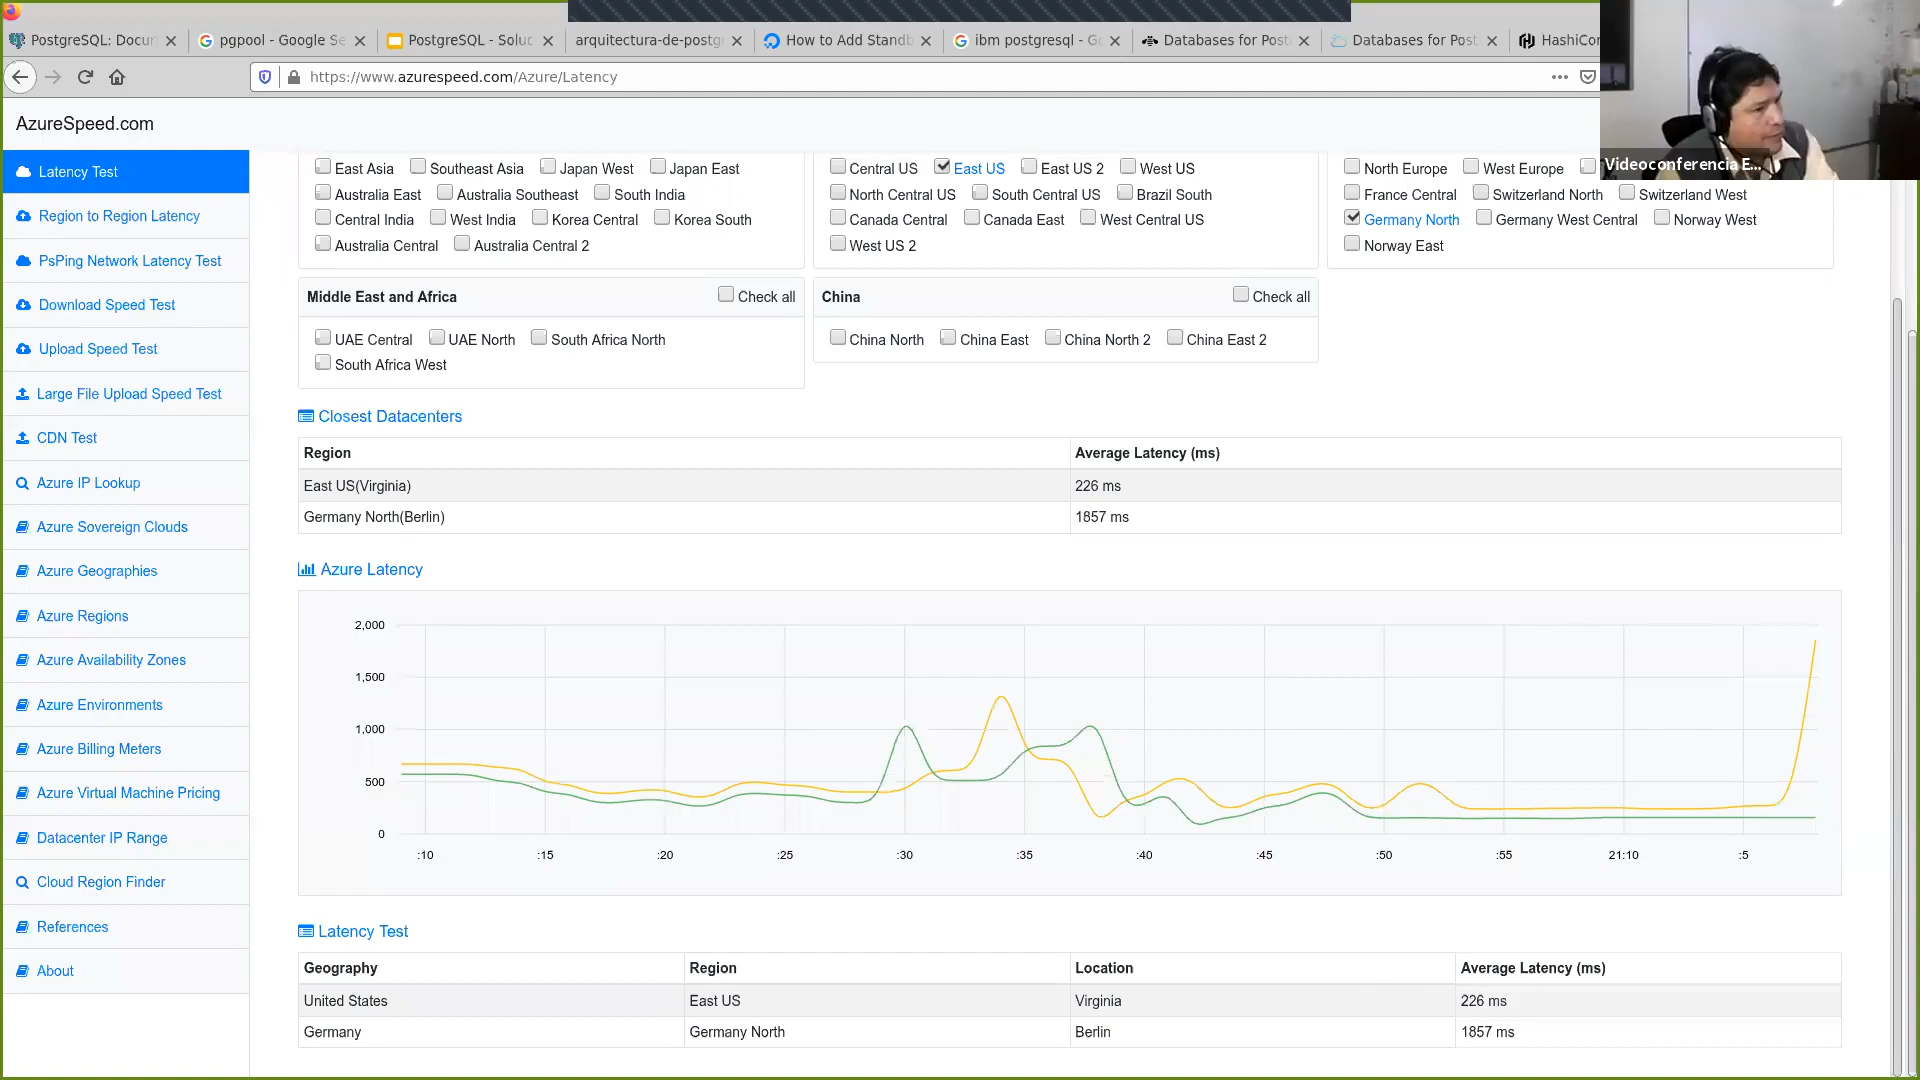 PostgreSQL: Docu
pgpool - Google Se
PostgreSQL - Soluc
arquitectura-de-postgr
How to Add Standb
ibm postgresql - Go
Databases for Post
Databases for Post
HashiCor
https://www.azurespeed.com/Azure/Latency
AzureSpeed.com
Latency Test
Region to Region Latency
PsPing Network Latency Test
Download Speed Test
Upload Speed Test
Large File Upload Speed Test
CDN Test
Azure IP Lookup
Azure Sovereign Clouds
Azure Geographies
Azure Regions
Azure Availability Zones
Azure Environments
Azure Billing Meters
Azure Virtual Machine Pricing
Datacenter IP Range
Cloud Region Finder
References
About
East Asia Southeast Asia Japan West Japan East
Australia East Australia Southeast South India
Central India West India Korea Central Korea South
Australia Central Australia Central 2
Central US East US East US 2 West US
North Central US South Central US Brazil South
Canada Central Canada East West Central US
West US 2
North Europe West Europe
France Central Switzerland North Switzerland West
Germany North Germany West Central Norway West
Norway East
Videoconferencia E...
Middle East and Africa Check all
UAE Central UAE North South Africa North
South Africa West
China Check all
China North China East China North 2 China East 2
Closest Datacenters
Region Average Latency (ms)
East US(Virginia) 226 ms
Germany North(Berlin) 1857 ms
Azure Latency
2,000
1,500
1,000
500
0
:10 :15 :20 :25 :30 :35 :40 :45 :50 :55 21:10 :5
Latency Test
Geography Region Location Average Latency (ms)
United States East US Virginia 226 ms
Germany Germany North Berlin 1857 ms